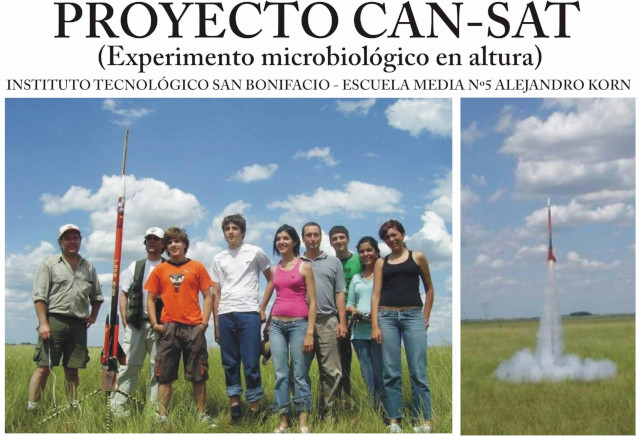 PROYECTO CAN-SAT
(Experimento microbiológico en altura)
INSTITUTO TECNOLÓGICO SAN BONIFACIO - ESCUELA MEDIA Nº5 ALEJANDRO KORN